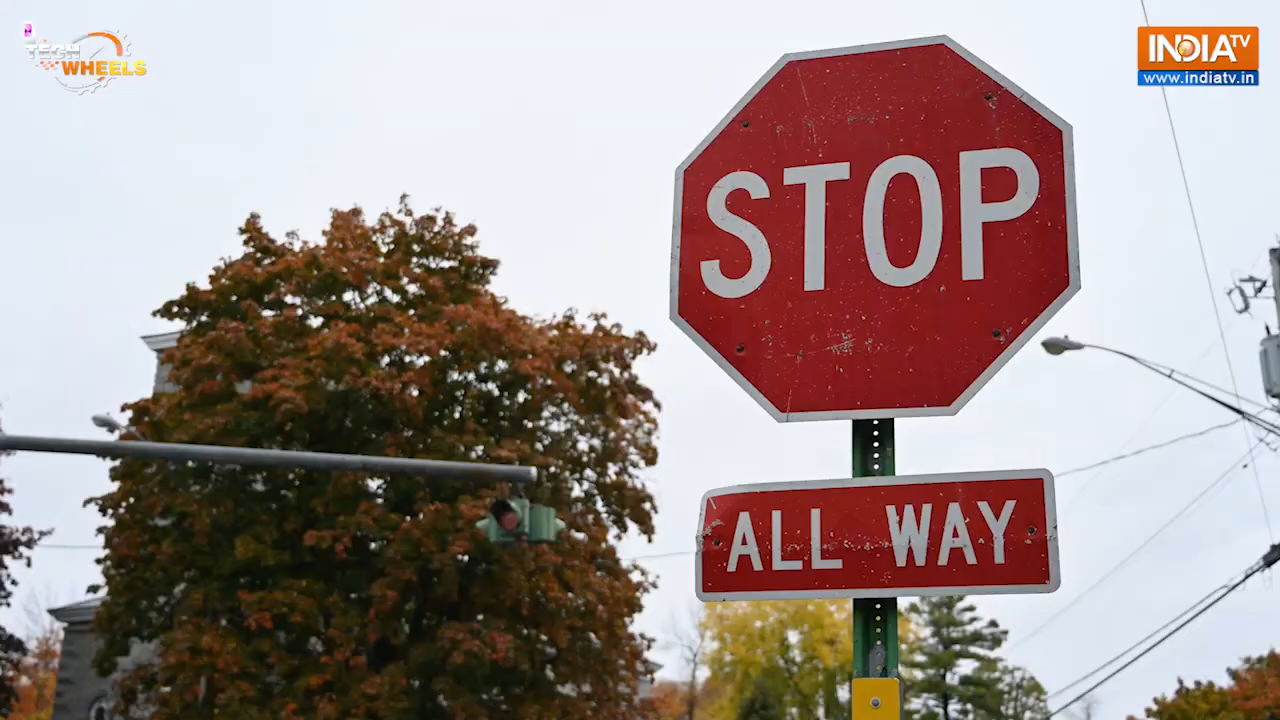 TECH
WHEELS
INDIA TV
www.indiatv.in
STOP
ALL WAY